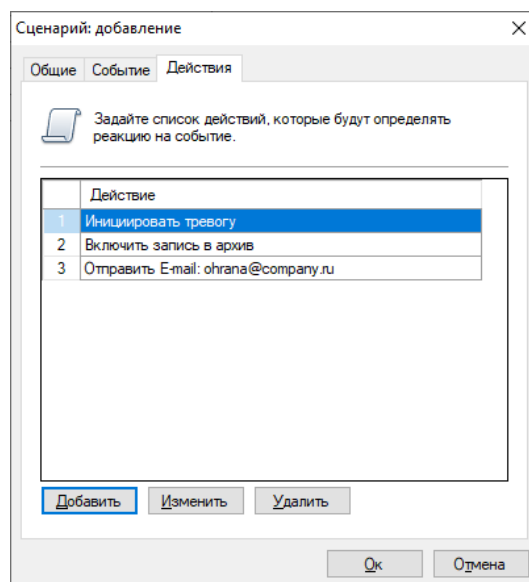 Сценарий: добавление
Общие Событие Действия
Задайте список действий, которые будут определять
реакцию на событие.
Действие
1 Инициировать тревогу
2 Включить запись в архив
3 Отправить E-mail: ohrana@company.ru
Добавить Изменить Удалить
Ок Отмена